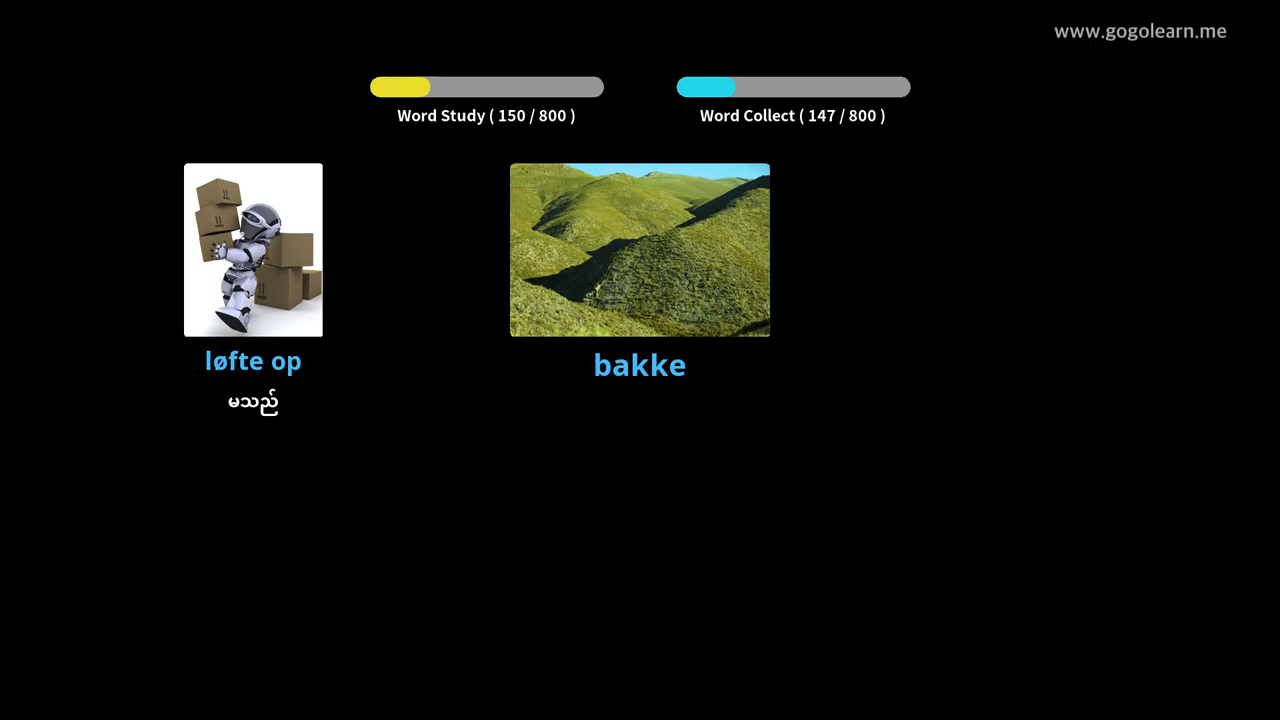 www.gogolearn.me
Word Study ( 150 / 800 )
Word Collect ( 147 / 800 )
løfte op
မသည်
bakke